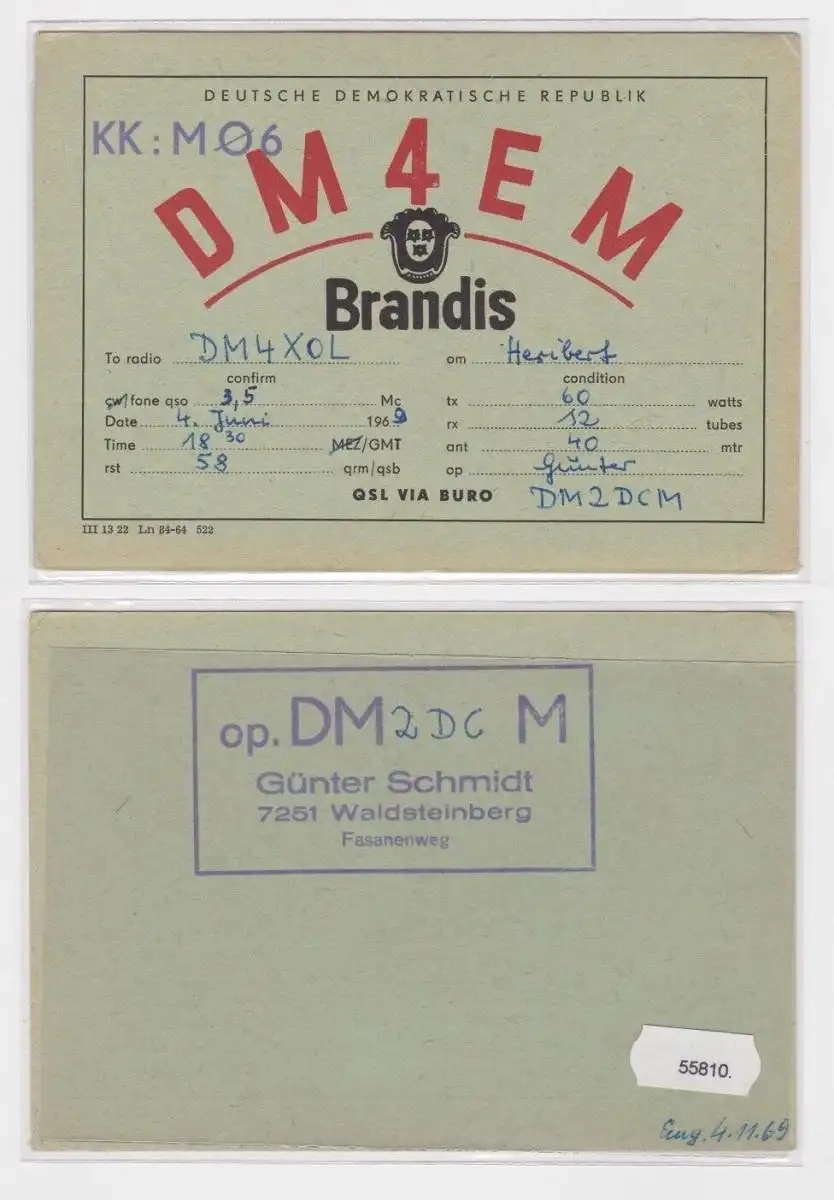 DEUTSCHE DEMOKRATISCHE REPUBLIK
KK: MØ6
DM4EM
Brandis
To radio DM4XOL om Heribert
confirm condition
cw/fone qso 3,5 Mc tx 60 watts
Date 4. Juni 1969 rx 12 tubes
Time 18 30 MEZ/GMT ant 40 mtr
rst 58 qrm/qsb op Günter
QSL VIA BURO DM2DCM
III 13 22 Ln 84-64 522
op. DM2DCM
Günter Schmidt
7251 Waldsteinberg
Fasanenweg
55810.
Eing. 4.11.69